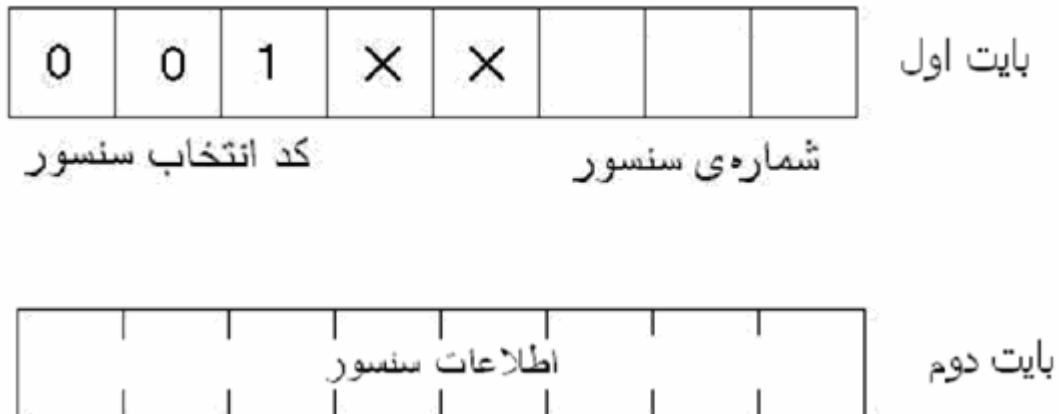 0 0 1 × × بایت اول
کد انتخاب سنسور شماره‌ی سنسور
اطلاعات سنسور بایت دوم